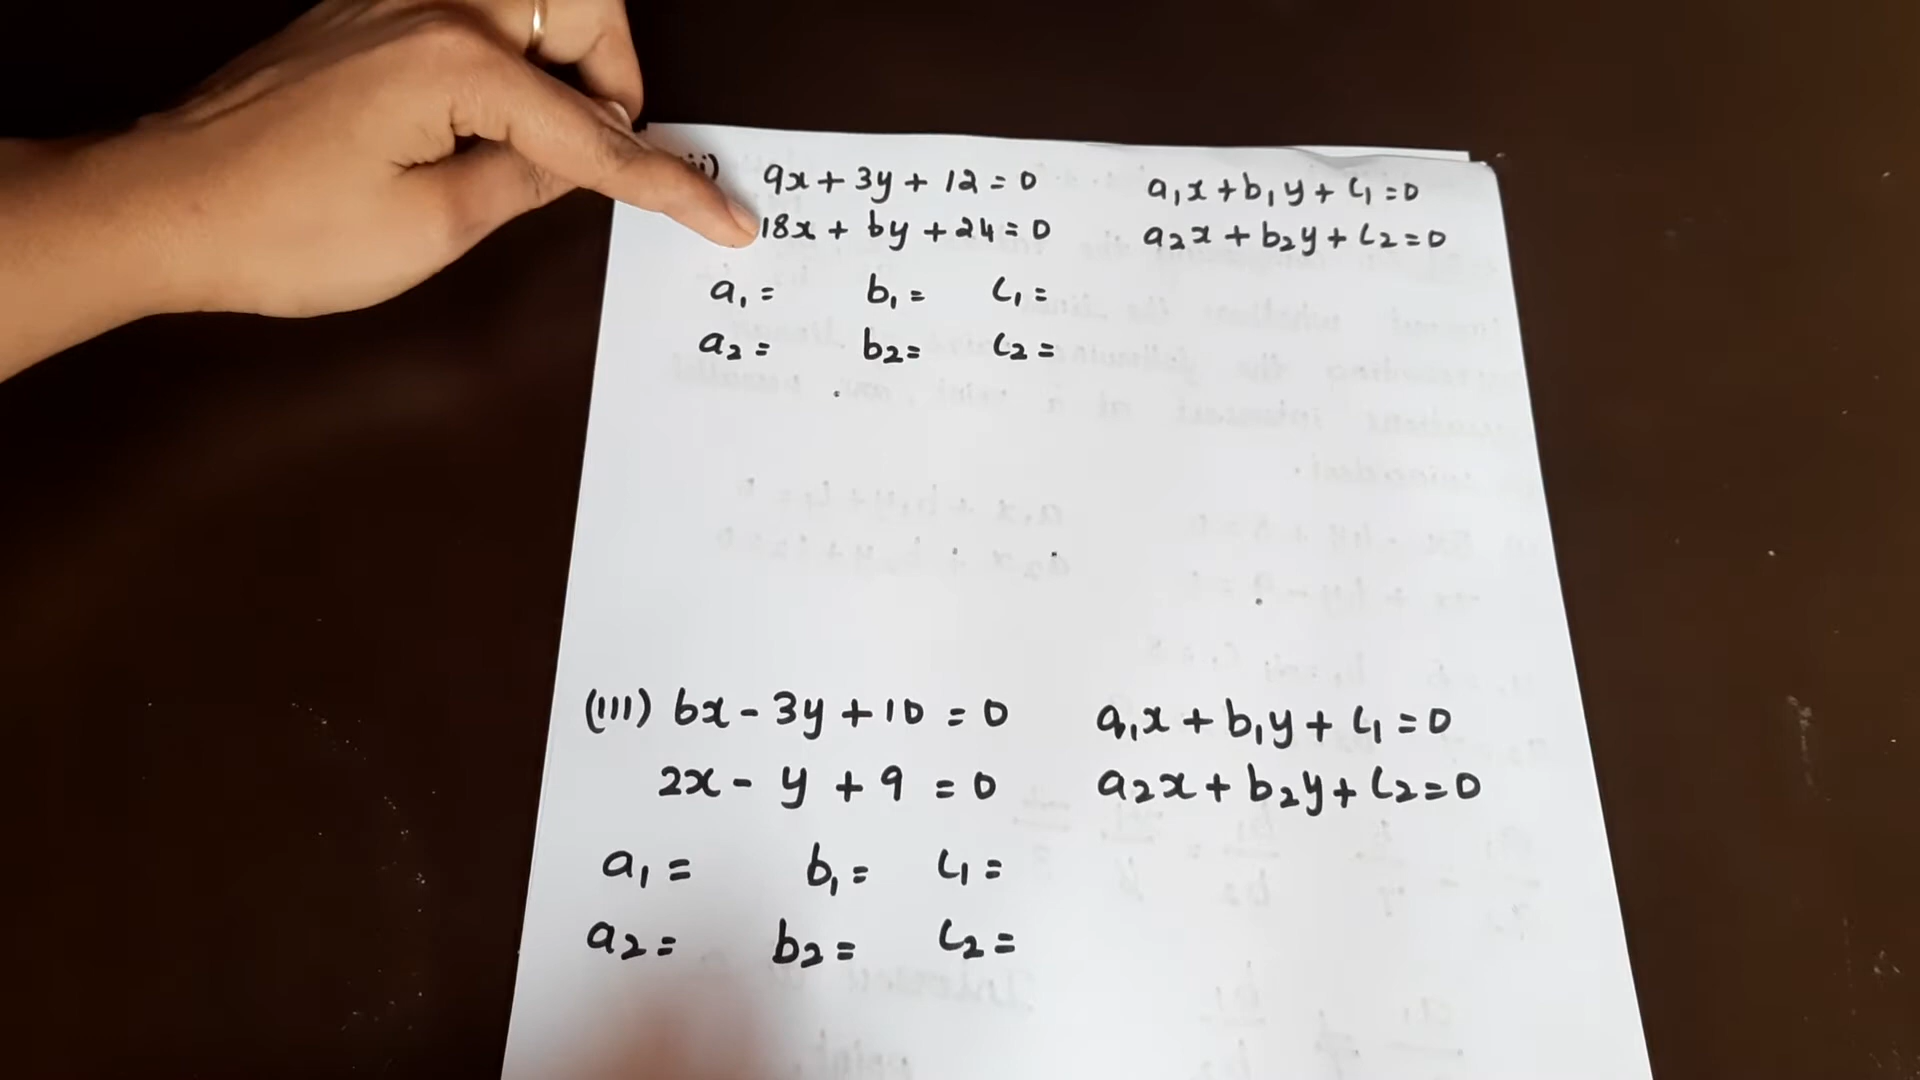 ii) 9x + 3y + 12 = 0 a₁x + b₁y + c₁ = 0
18x + 6y + 24 = 0 a₂x + b₂y + c₂ = 0
a₁ = b₁ = c₁ =
a₂ = b₂ = c₂ =
(iii) 6x - 3y + 10 = 0 a₁x + b₁y + c₁ = 0
2x - y + 9 = 0 a₂x + b₂y + c₂ = 0
a₁ = b₁ = c₁ =
a₂ = b₂ = c₂ =